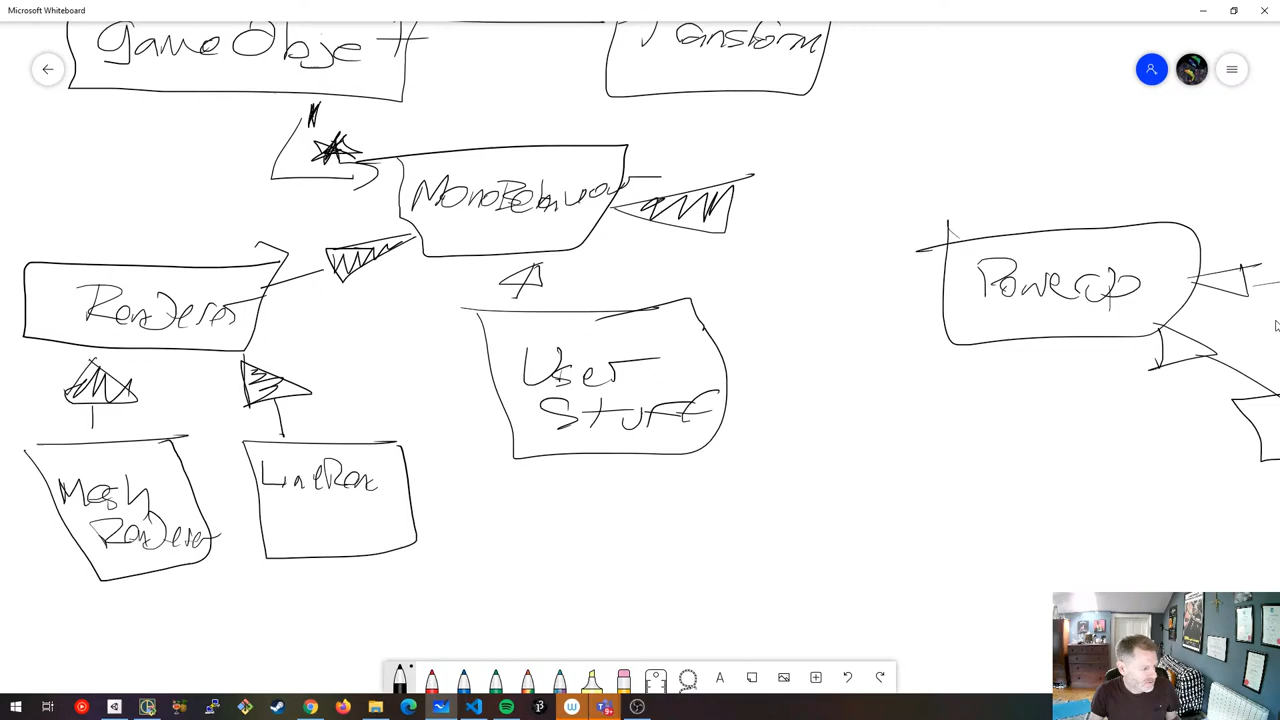 Microsoft Whiteboard
GameObject
Transform
MonoBehaviour
Powerup
Renderer
User
Stuff
Mesh
Renderer
LineRen